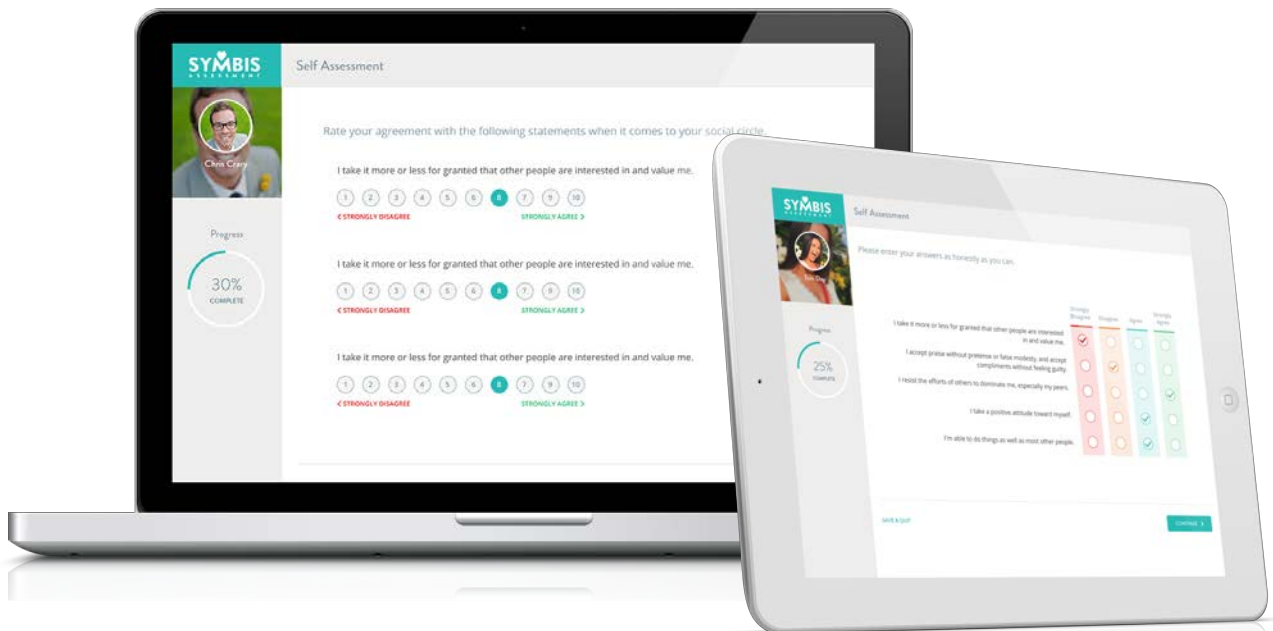 SYMBIS
ASSESSMENT
Self Assessment
Chris Crary
Progress
30%
COMPLETE
Rate your agreement with the following statements when it comes to your social circle.
I take it more or less for granted that other people are interested in and value me.
1 2 3 4 5 6 8 7 9 10
< STRONGLY DISAGREE STRONGLY AGREE >
I take it more or less for granted that other people are interested in and value me.
1 2 3 4 5 6 8 7 9 10
< STRONGLY DISAGREE STRONGLY AGREE >
I take it more or less for granted that other people are interested in and value me.
1 2 3 4 5 6 8 7 9 10
< STRONGLY DISAGREE STRONGLY AGREE >
SYMBIS
ASSESSMENT
Self Assessment
Progress
25%
COMPLETE
Please enter your answers as honestly as you can.
Strongly
Disagree
Disagree
Agree
Strongly
Agree
I take it more or less for granted that other people are interested
in and value me.
I accept praise without pretense or false modesty, and accept
compliments without feeling guilty.
I resist the efforts of others to dominate me, especially my peers.
I take a positive attitude toward myself.
I'm able to do things as well as most other people.
SAVE & QUIT
CONTINUE >